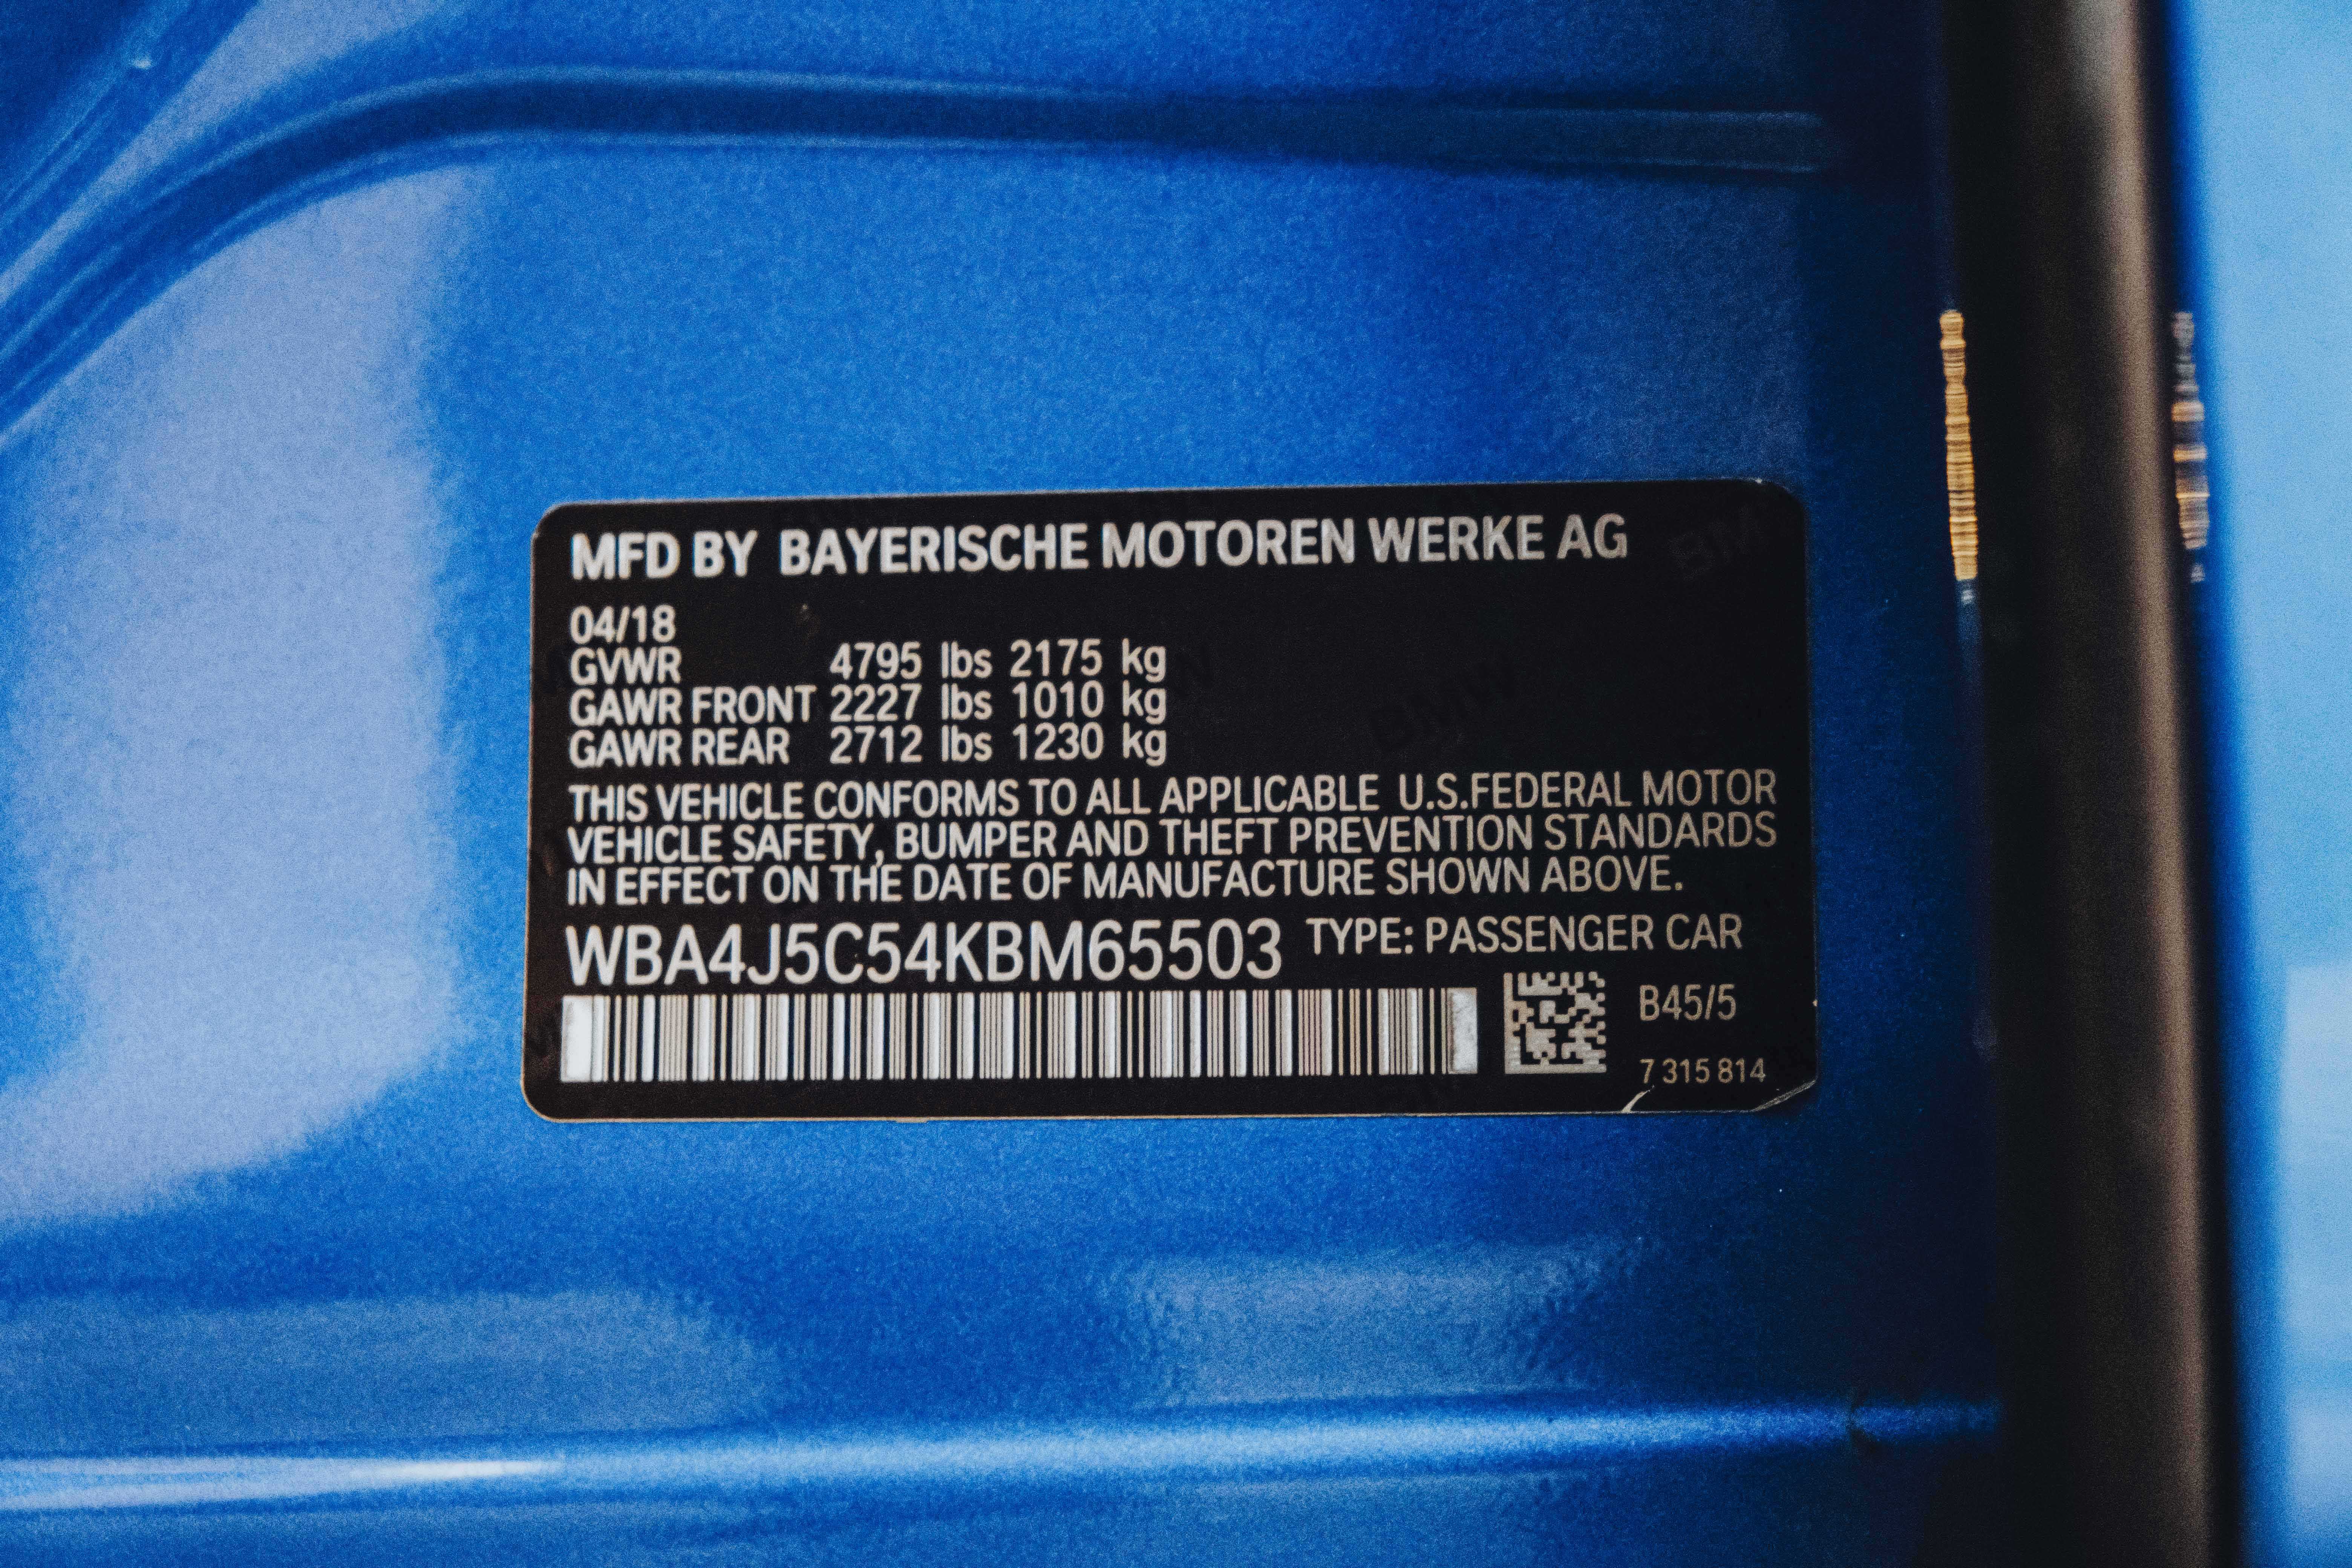 MFD BY BAYERISCHE MOTOREN WERKE AG
04/18
GVWR 4795 lbs 2175 kg
GAWR FRONT 2227 lbs 1010 kg
GAWR REAR 2712 lbs 1230 kg
THIS VEHICLE CONFORMS TO ALL APPLICABLE U.S.FEDERAL MOTOR
VEHICLE SAFETY, BUMPER AND THEFT PREVENTION STANDARDS
IN EFFECT ON THE DATE OF MANUFACTURE SHOWN ABOVE.
WBA4J5C54KBM65503 TYPE: PASSENGER CAR
B45/5
7 315 814
BMW